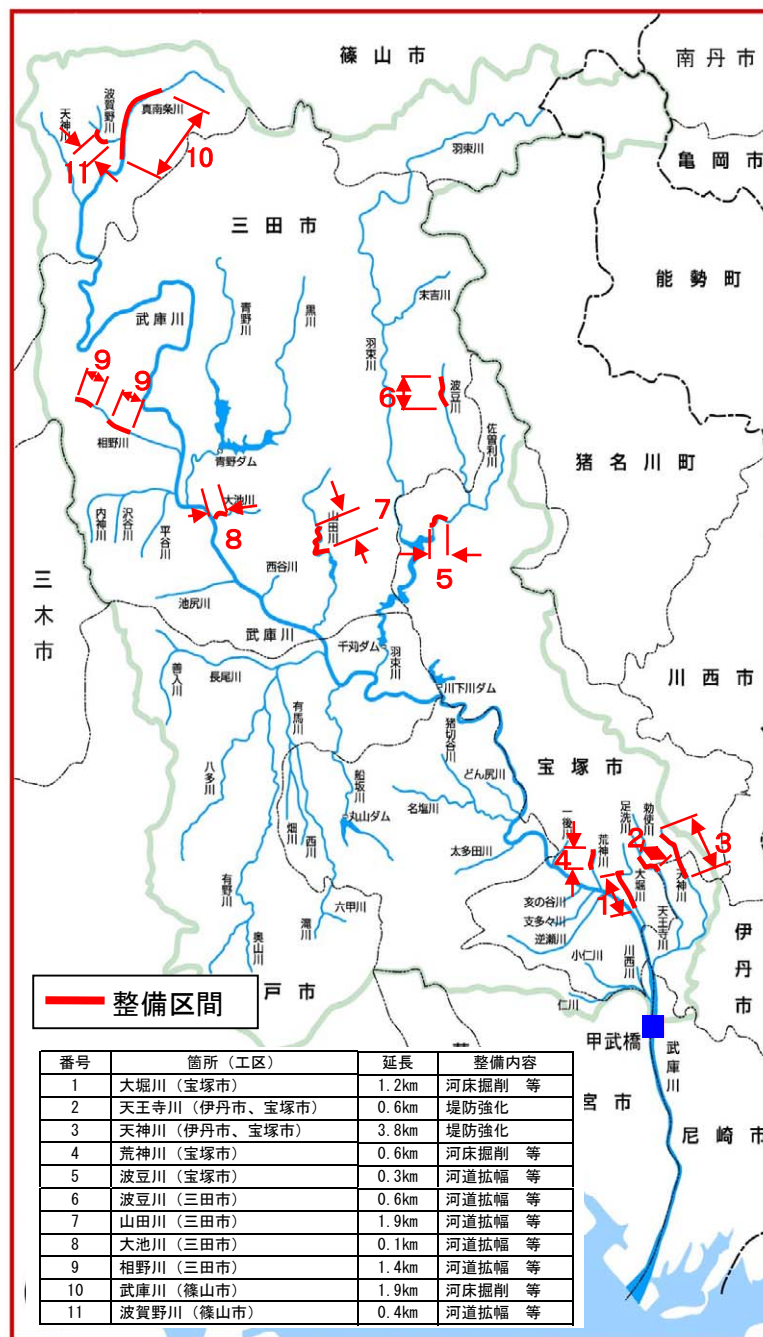 篠山市
南丹市
天神川
波賀野川
真南条川
10
11
羽束川
亀岡市
三田市
能勢町
武庫川
青野川
黒川
末吉川
羽束川
9
9
6
波豆川
佐曽利川
相野川
青野ダム
猪名川町
大池川
山田川
7
内神川
沢谷川
平谷川
8
5
西谷川
三木市
池尻川
武庫川
千苅ダム
羽束川
善入川
長尾川
川下川ダム
川西市
有馬川
猪切谷川
八多川
船坂川
どん尻川
宝塚市
名塩川
丸山ダム
畑川
西川
一後川
荒神川
足洗川
勅使川
2
3
太多田川
4
1
大堀川
天神川
有野川
六甲川
滝川
亥の谷川
支多々川
逆瀬川
天王寺川
奥山川
小仁川
川西川
伊丹市
仁川
整備区間
戸市
甲武橋
武庫川
宮市
尼崎市
番号 箇所（工区） 延長 整備内容
1 大堀川（宝塚市） 1.2km 河床掘削 等
2 天王寺川（伊丹市、宝塚市） 0.6km 堤防強化
3 天神川（伊丹市、宝塚市） 3.8km 堤防強化
4 荒神川（宝塚市） 0.6km 河床掘削 等
5 波豆川（宝塚市） 0.3km 河道拡幅 等
6 波豆川（三田市） 0.6km 河道拡幅 等
7 山田川（三田市） 1.9km 河道拡幅 等
8 大池川（三田市） 0.1km 河道拡幅 等
9 相野川（三田市） 1.4km 河道拡幅 等
10 武庫川（篠山市） 1.9km 河床掘削 等
11 波賀野川（篠山市） 0.4km 河道拡幅 等